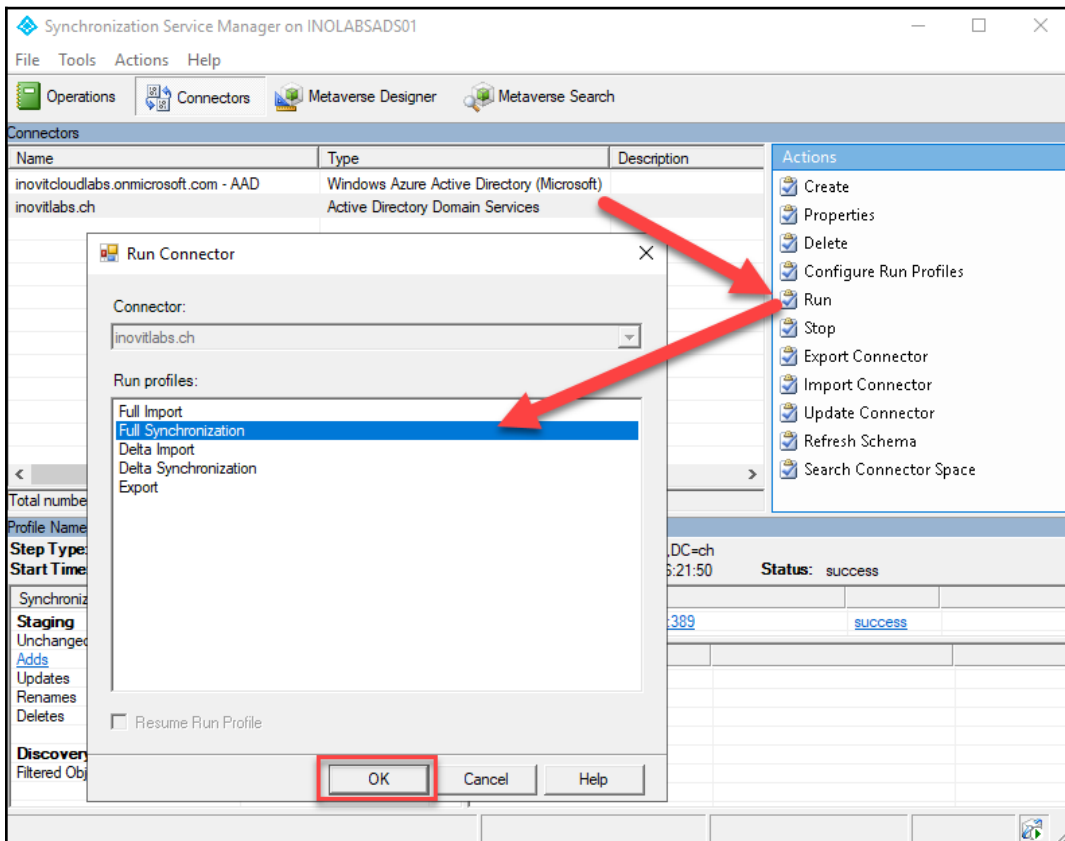 Synchronization Service Manager on INOLABSADS01
File Tools Actions Help
Operations Connectors Metaverse Designer Metaverse Search
Connectors
Name Type Description
inovitcloudlabs.onmicrosoft.com - AAD Windows Azure Active Directory (Microsoft)
inovitlabs.ch Active Directory Domain Services
Actions
Create
Properties
Delete
Configure Run Profiles
Run
Stop
Export Connector
Import Connector
Update Connector
Refresh Schema
Search Connector Space
Run Connector
Connector:
inovitlabs.ch
Run profiles:
Full Import
Full Synchronization
Delta Import
Delta Synchronization
Export
Resume Run Profile
OK Cancel Help
Total numbe
Profile Name
Step Type: ,DC=ch
Start Time 5:21:50 Status: success
Synchroniz
Staging :389 success
Unchanged
Adds
Updates
Renames
Deletes
Discovery
Filtered Obj